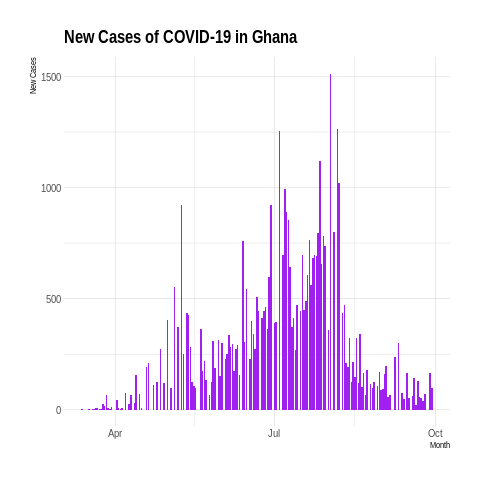 New Cases of COVID-19 in Ghana
New Cases
1500
1000
500
0
Apr
Jul
Oct
Month